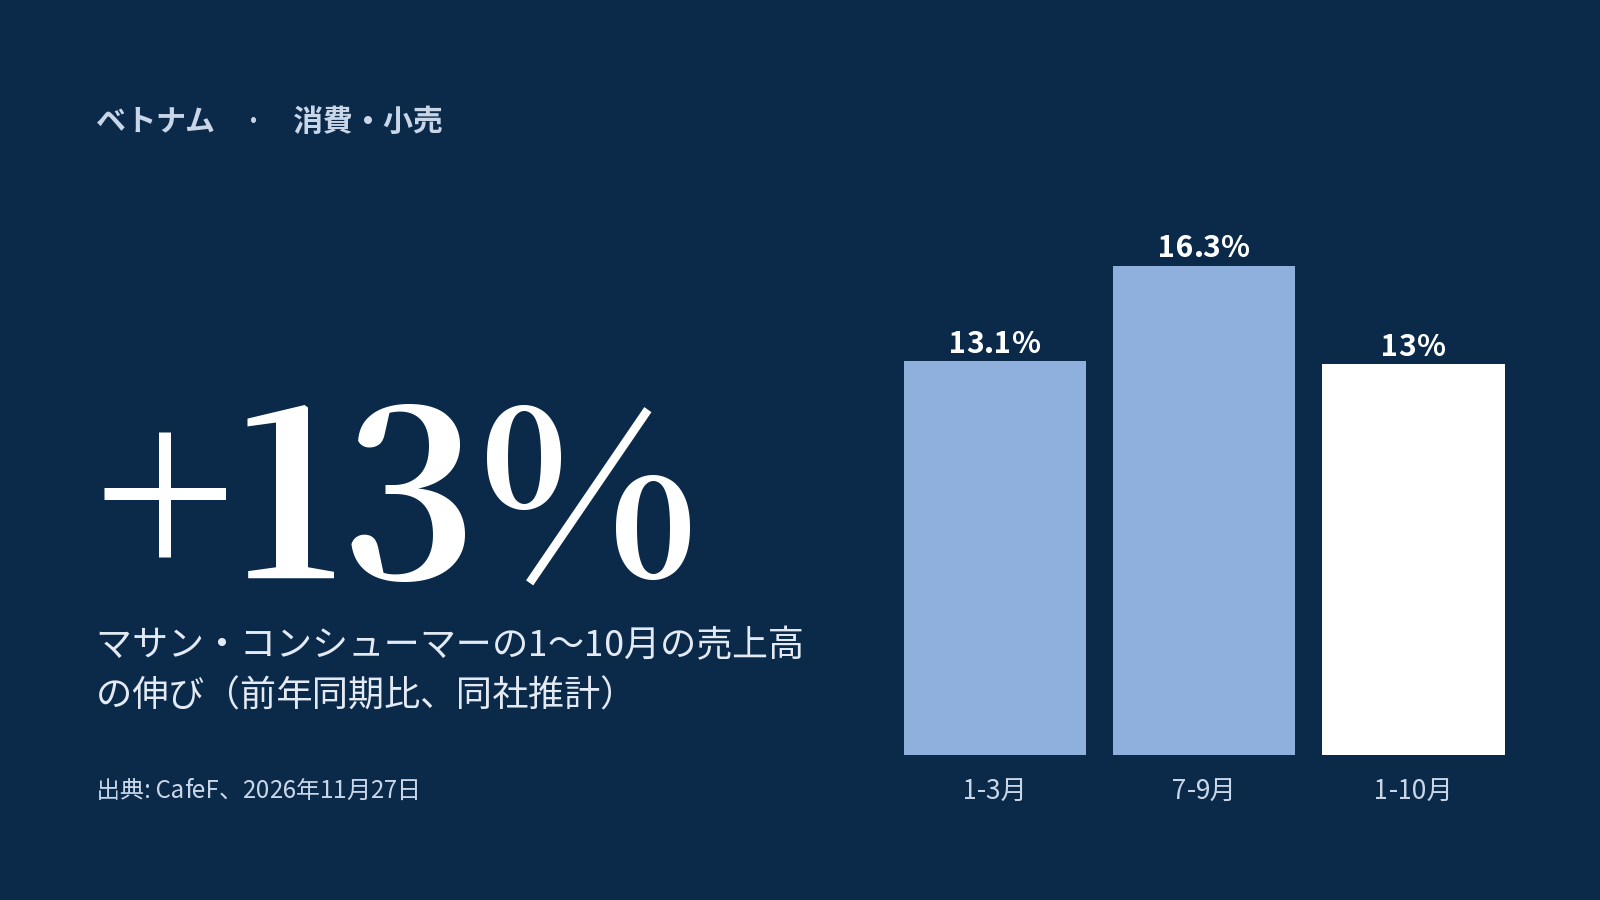 ベトナム · 消費・小売
+13%
マサン・コンシューマーの1〜10月の売上高
の伸び（前年同期比、同社推計）
出典: CafeF、2026年11月27日
13.1%
16.3%
13%
1-3月
7-9月
1-10月